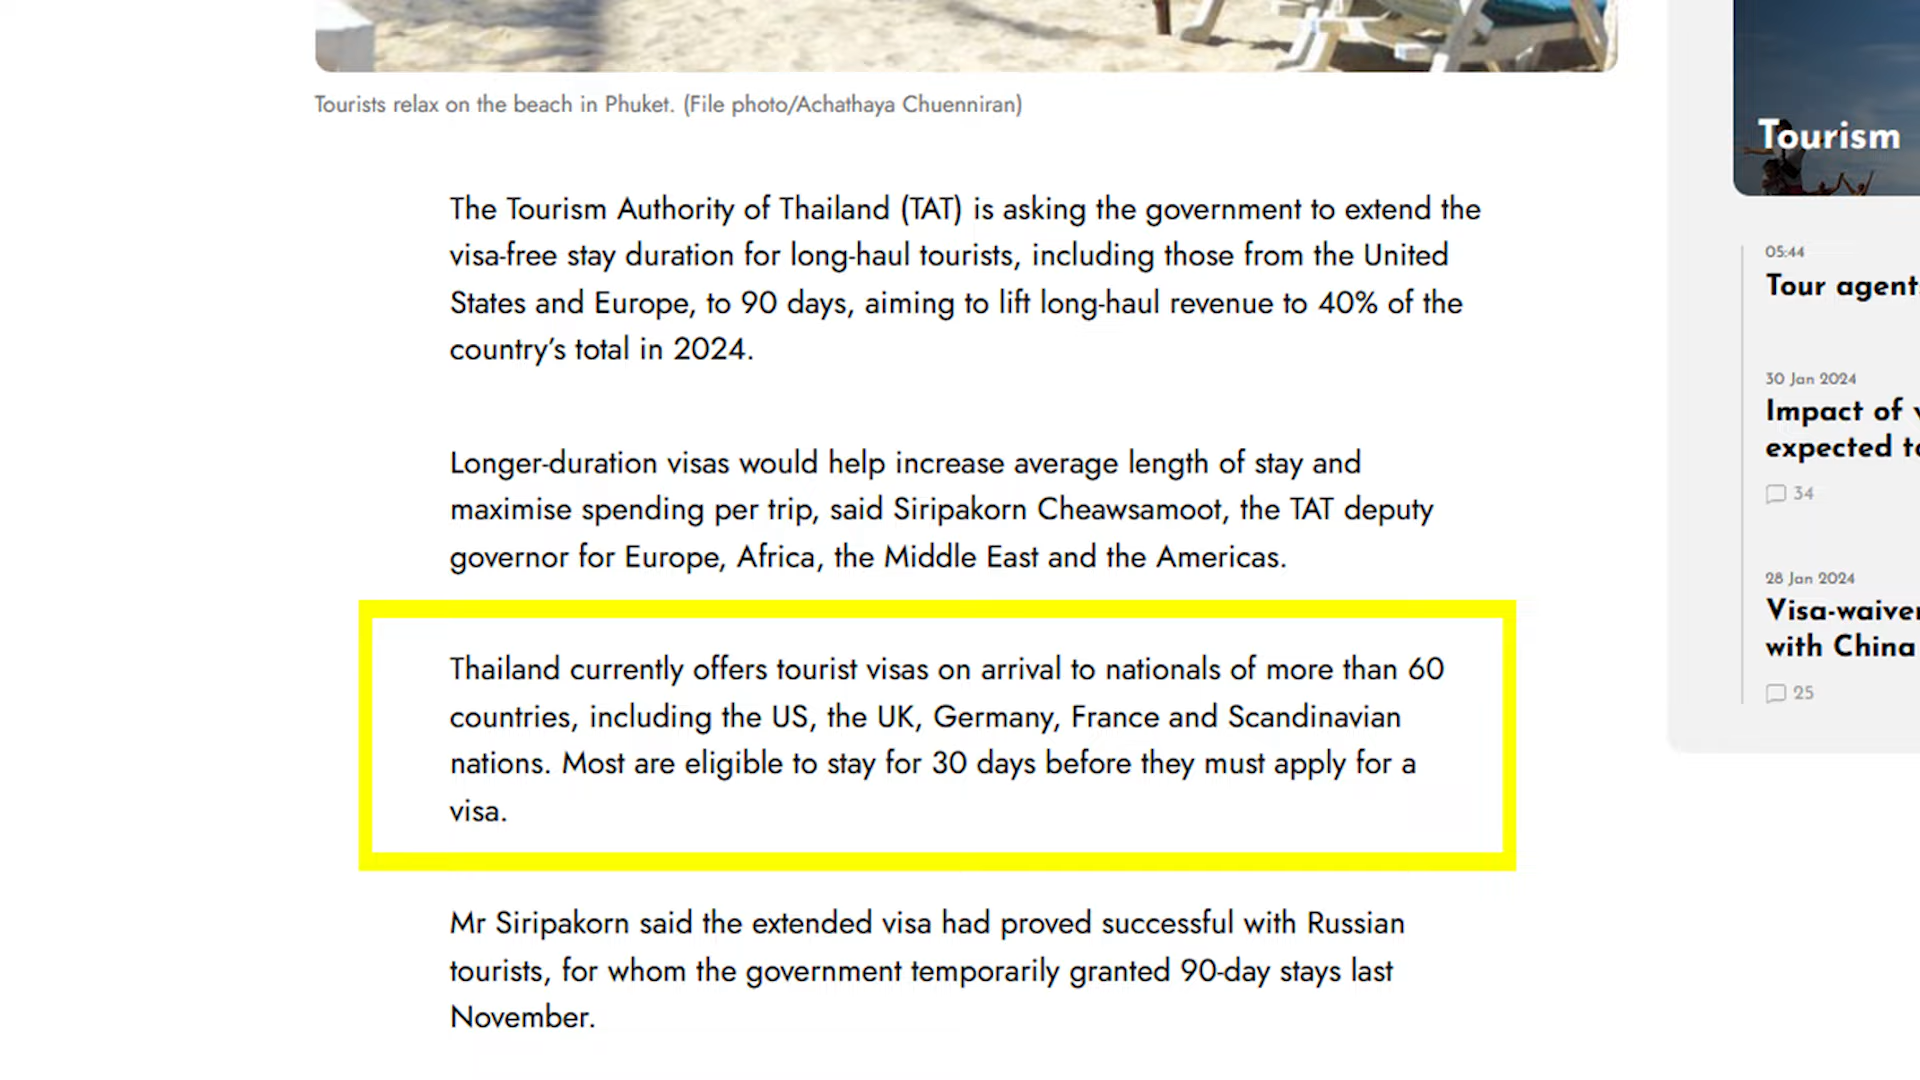 Tourists relax on the beach in Phuket. (File photo/Achathaya Chuenniran)
The Tourism Authority of Thailand (TAT) is asking the government to extend the
visa-free stay duration for long-haul tourists, including those from the United
States and Europe, to 90 days, aiming to lift long-haul revenue to 40% of the
country’s total in 2024.
Longer-duration visas would help increase average length of stay and
maximise spending per trip, said Siripakorn Cheawsamoot, the TAT deputy
governor for Europe, Africa, the Middle East and the Americas.
Thailand currently offers tourist visas on arrival to nationals of more than 60
countries, including the US, the UK, Germany, France and Scandinavian
nations. Most are eligible to stay for 30 days before they must apply for a
visa.
Mr Siripakorn said the extended visa had proved successful with Russian
tourists, for whom the government temporarily granted 90-day stays last
November.
Tourism
05:44
Tour agent
30 Jan 2024
Impact of
expected
34
28 Jan 2024
Visa-waiver
with China
25